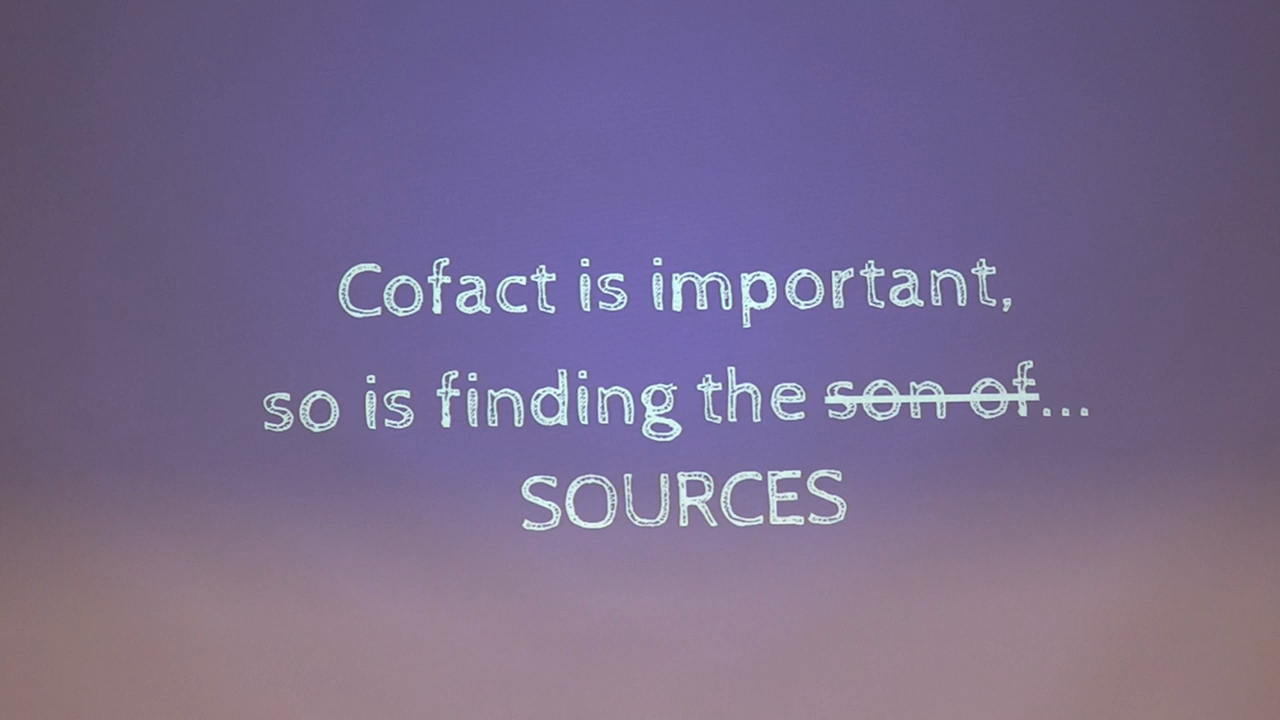 Cofact is important,
so is finding the son of...
SOURCES